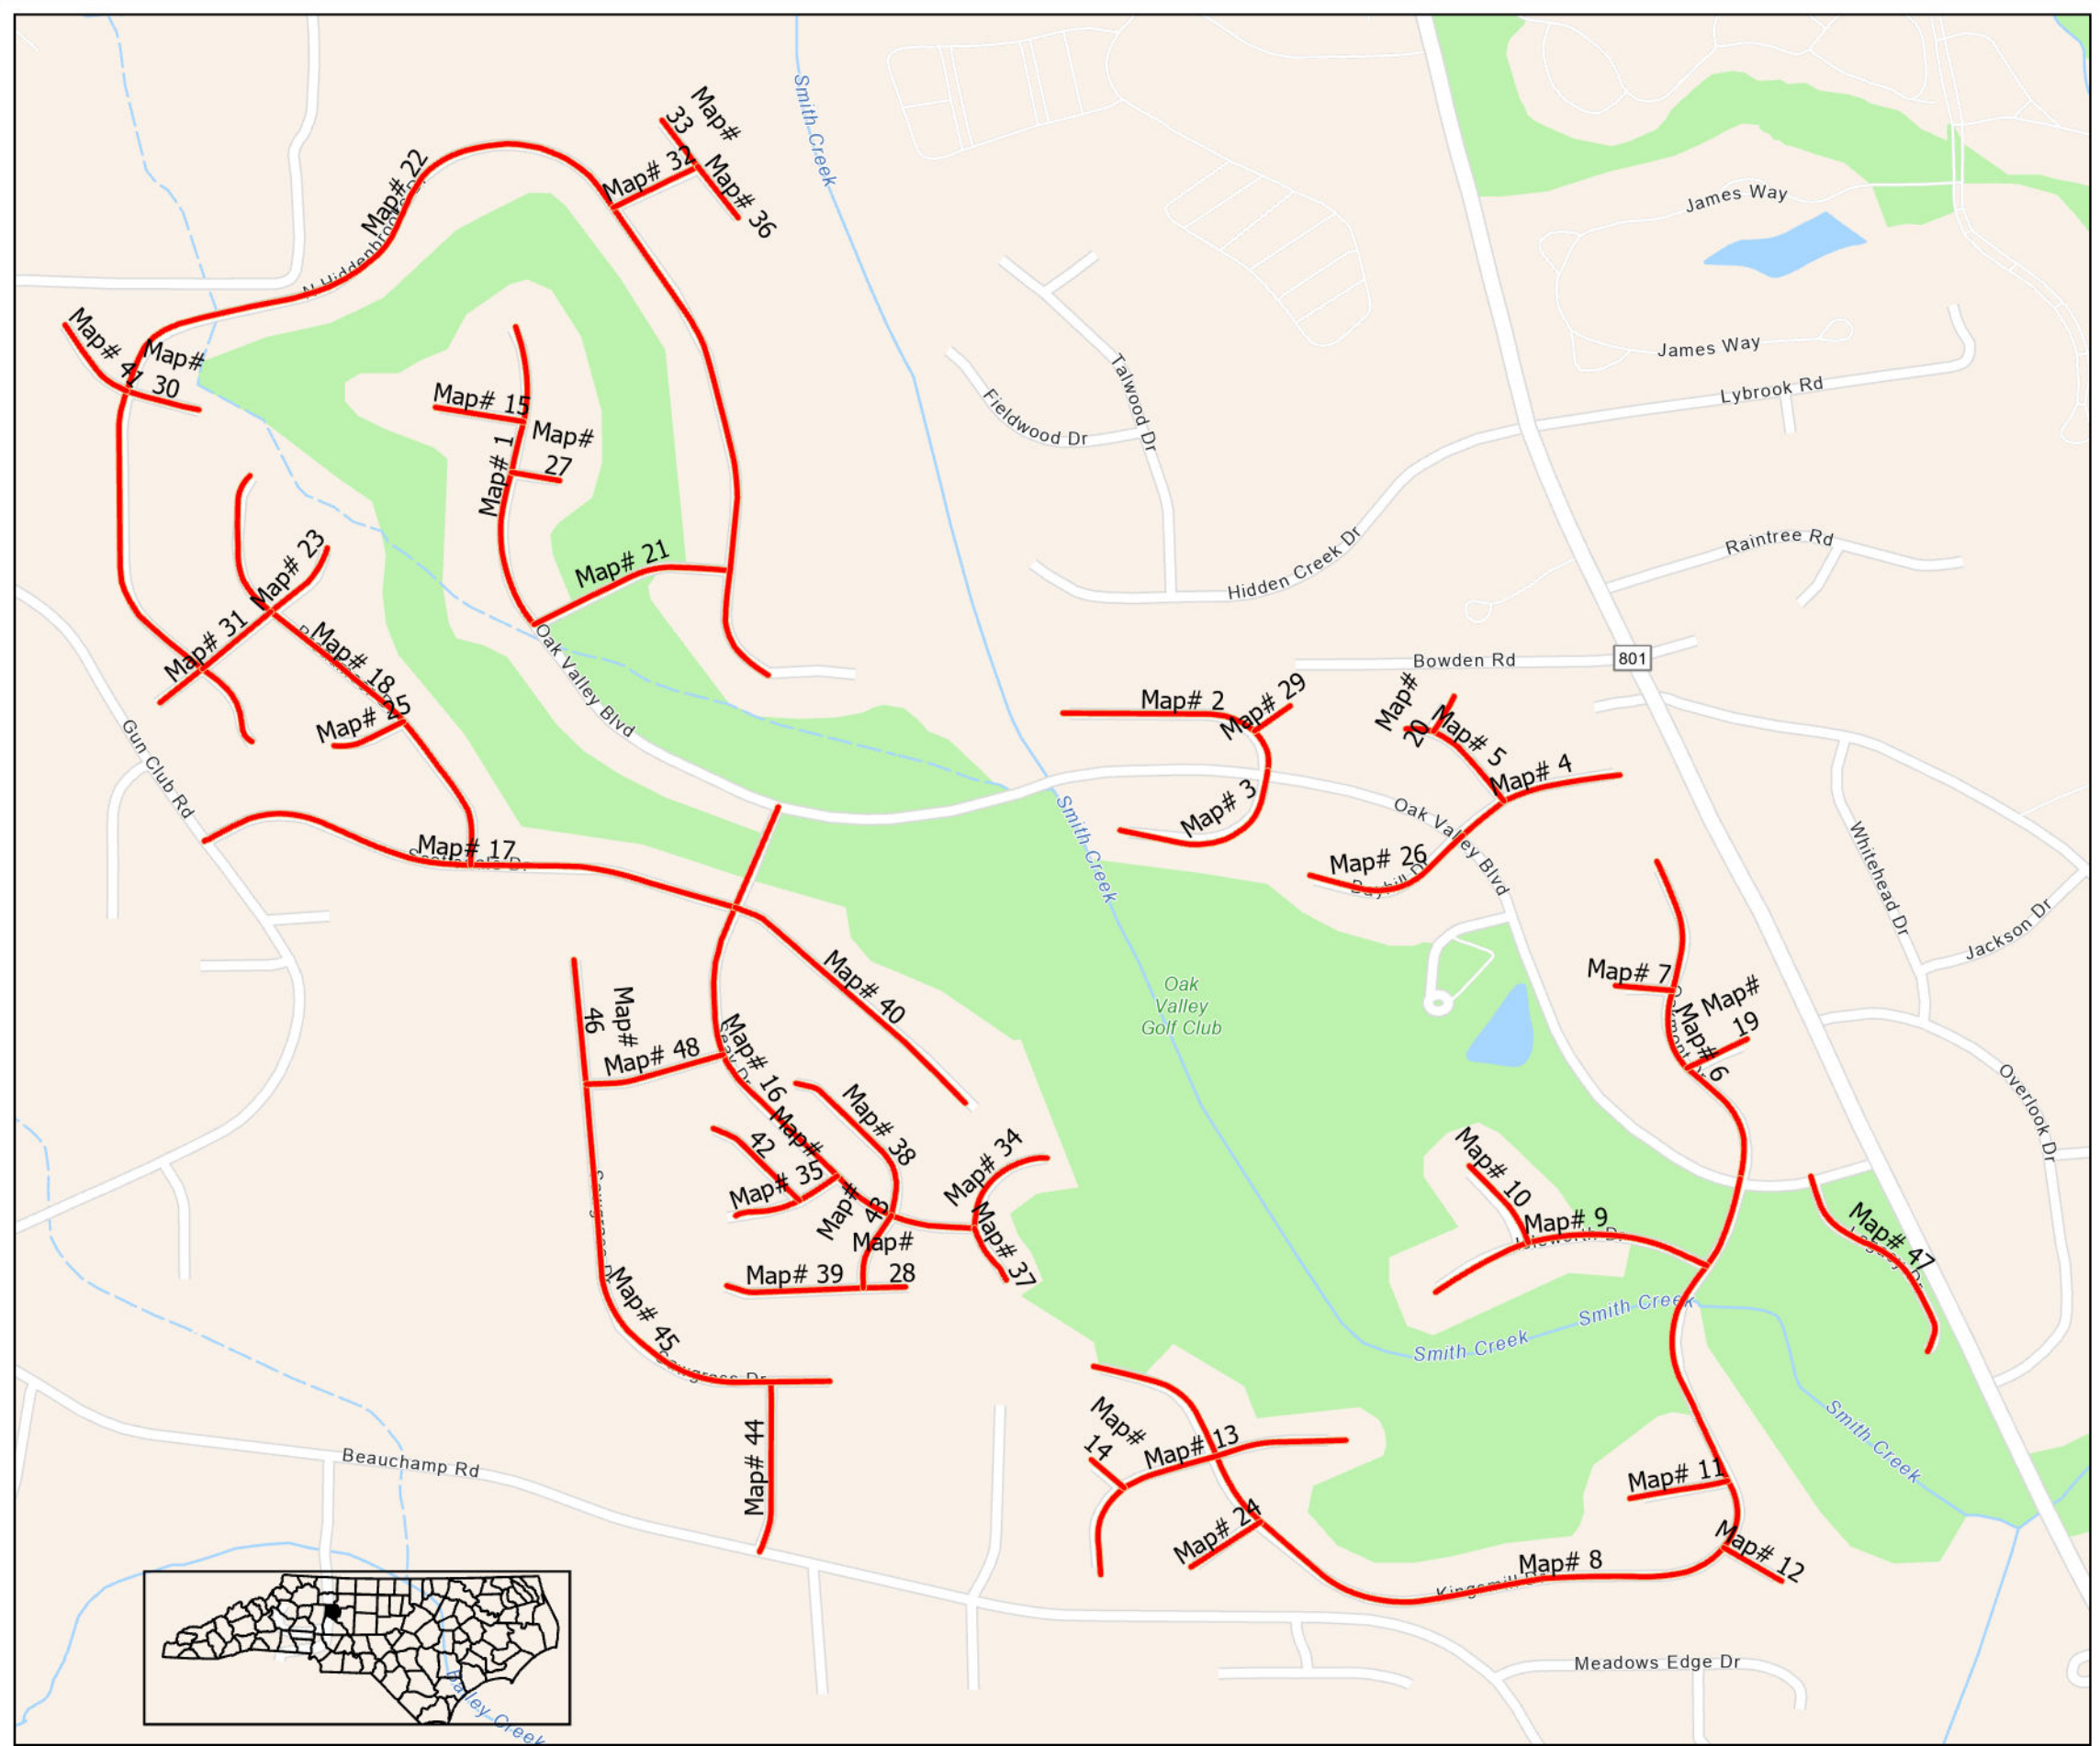 Smith Creek
Map#
33
Map# 32
Map# 36
Map# 22
James Way
James Way
Lybrook Rd
Map# 41
Map#
30
Map# 15
Map#
27
Map# 1
Talwood Dr
Fieldwood Dr
Map# 21
Hidden Creek Dr
Raintree Rd
Map# 23
Map# 31
Map# 18
Map# 25
Oak Valley Blvd
Gun Club Rd
Bowden Rd
801
Map# 2
Map# 29
Map# 3
Map#
20
Map# 5
Map# 4
Map# 26
Oak Valley Blvd
Smith Creek
Whitehead Dr
Jackson Dr
Map# 17
Map# 40
Oak
Valley
Golf Club
Map# 7
Map#
19
Map# 6
Overlook Dr
Map#
46
Map# 48
Map# 16
Map# 38
Map#
42
Map# 35
Map#
43
Map# 34
Map# 37
Map#
28
Map# 39
Map# 45
Sawgrass Dr
Map# 10
Map# 9
Map# 47
Smith Creek
Smith Creek
Smith Creek
Map# 44
Beauchamp Rd
Map#
14
Map# 13
Map# 24
Map# 11
Map# 12
Map# 8
Meadows Edge Dr
Bailey Creek